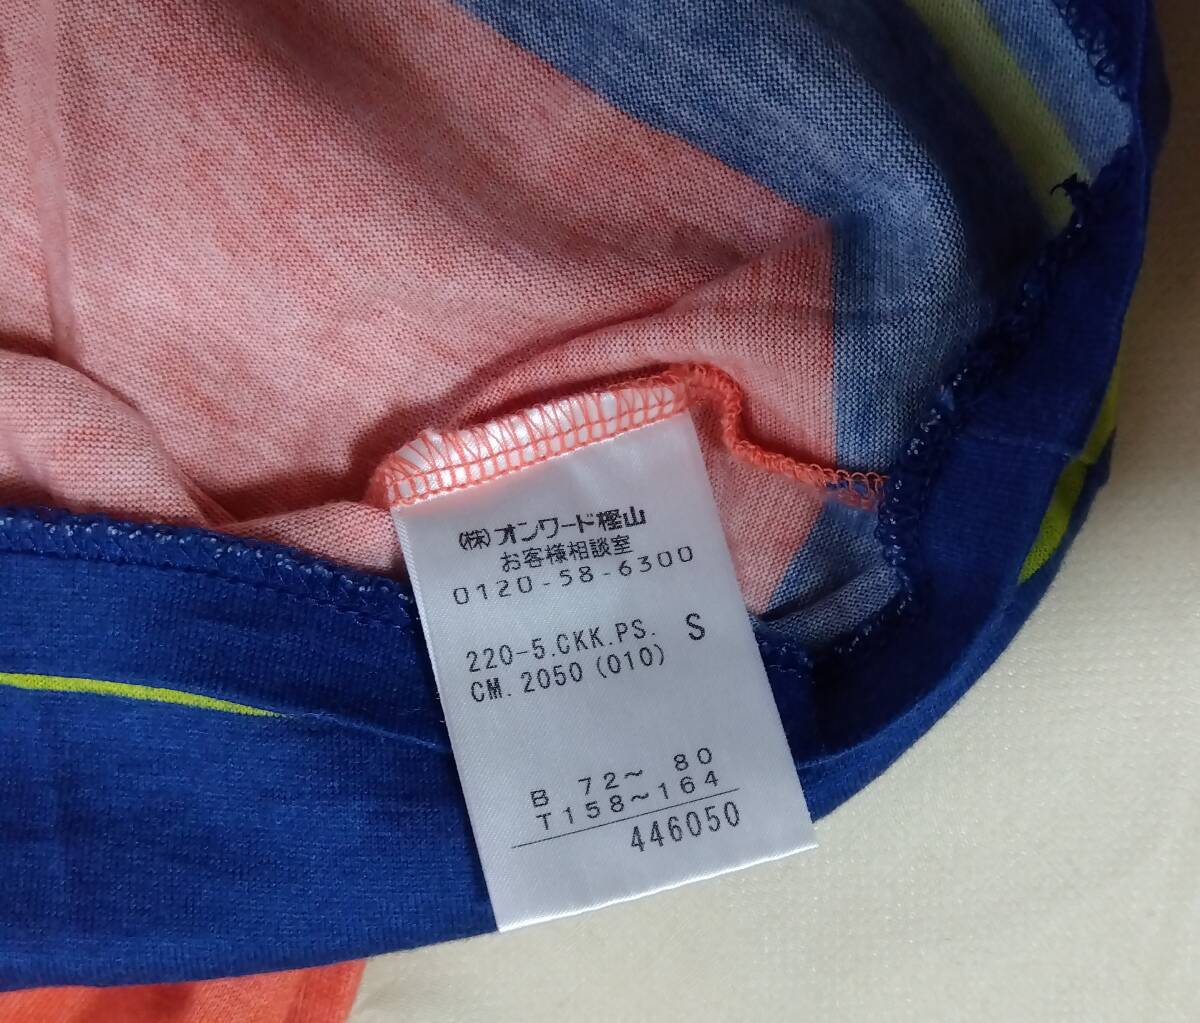 (株)オンワード樫山
お客様相談室
0120-58-6300
220-5.CKK.PS. S
CM.2050(010)
B 72~ 80
T158~164
446050